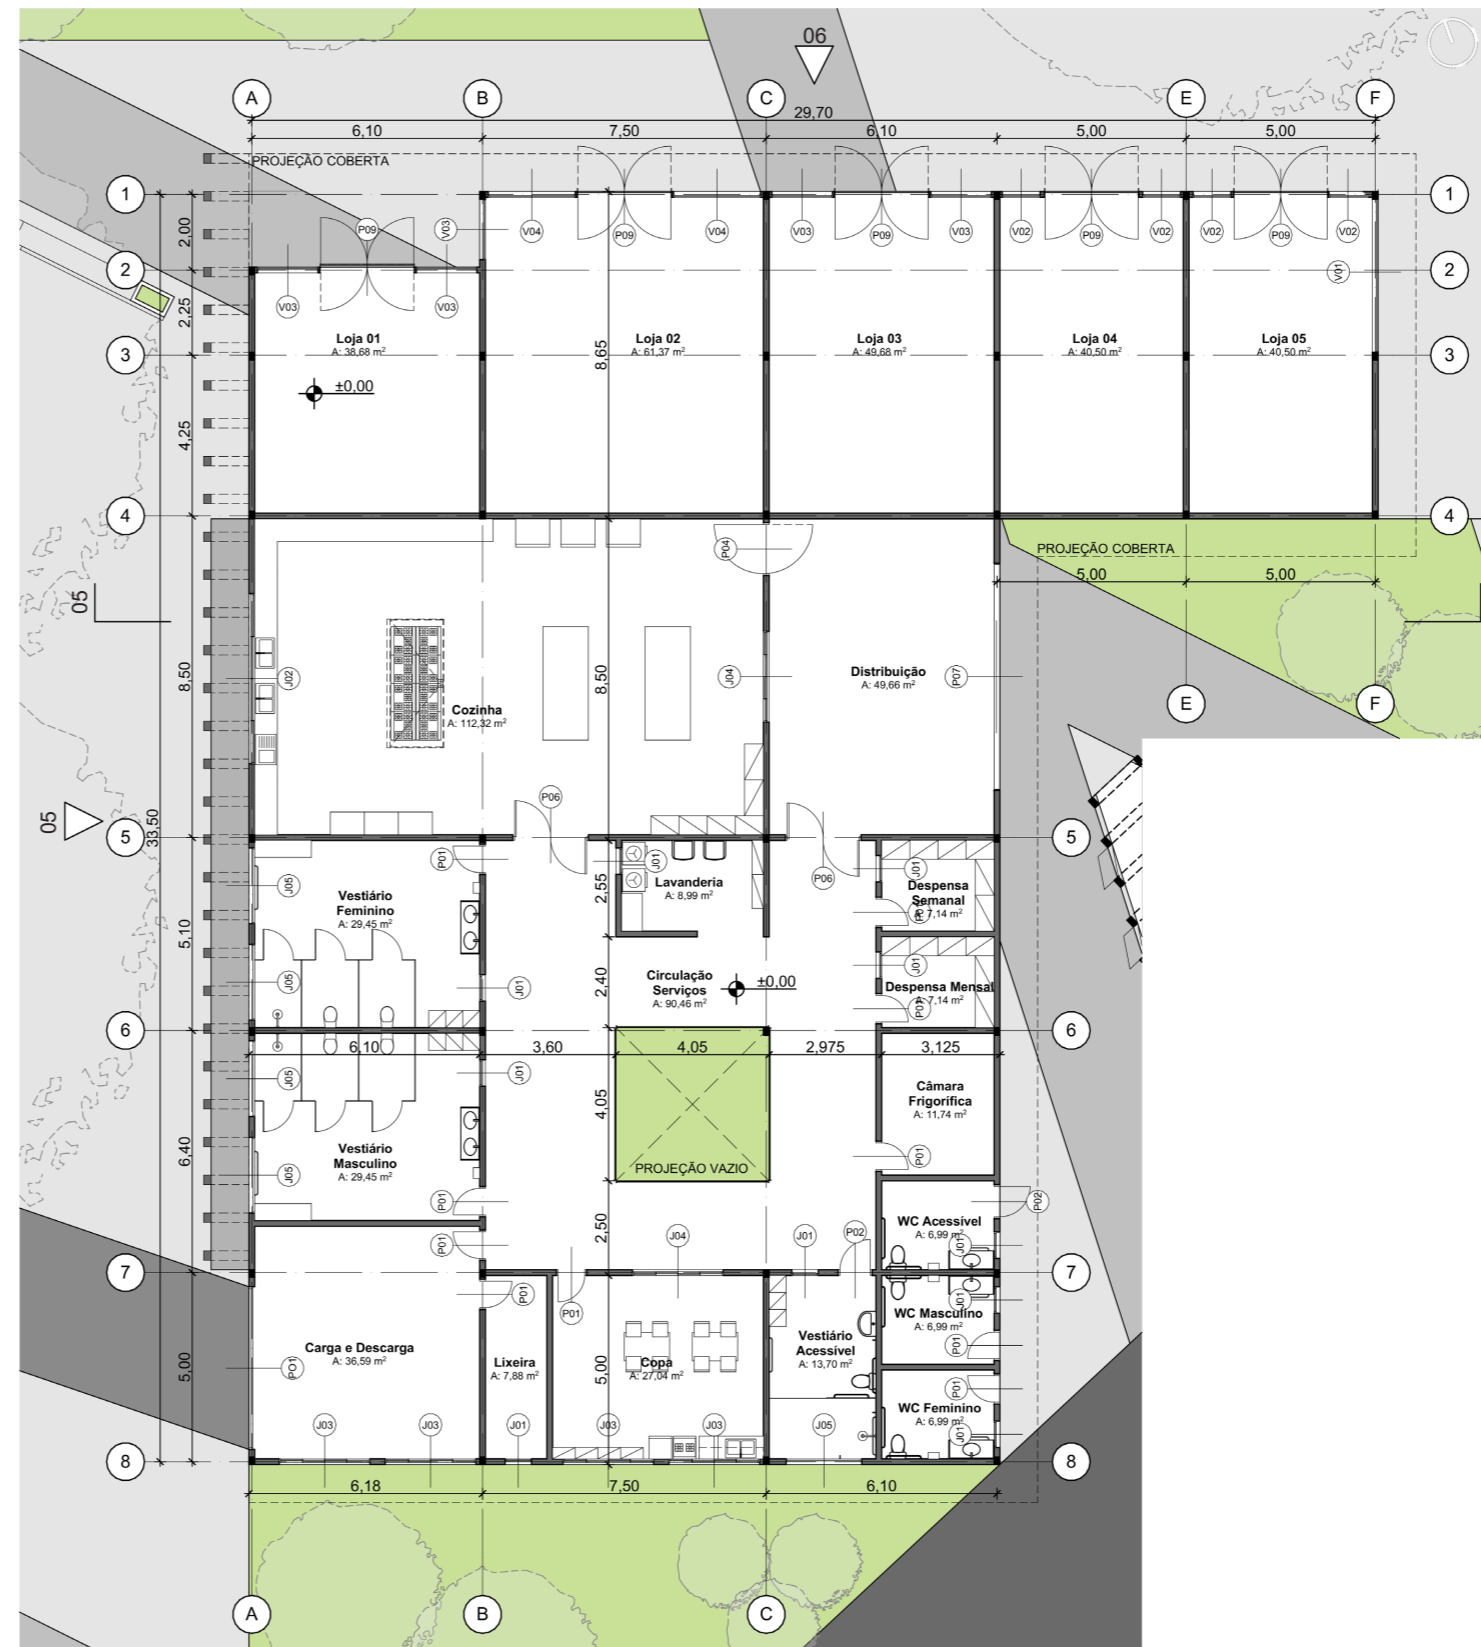 06
A
B
C
E
F
29,70
6,10
7,50
6,10
5,00
5,00
PROJEÇÃO COBERTA
1
1
2,00
P09
V03
V04
P09
V04
V03
P09
V03
V02
P09
V02
V02
P09
V02
2
2
V01
2,25
V03
V03
3
3
Loja 01
A: 38,68 m²
Loja 02
A: 61,37 m²
Loja 03
A: 49,68 m²
Loja 04
A: 40,50 m²
Loja 05
A: 40,50 m²
8,65
±0,00
4,25
4
4
P04
PROJEÇÃO COBERTA
5,00
5,00
05
8,50
8,50
J02
J04
Distribuição
A: 49,66 m²
P07
Cozinha
A: 112,32 m²
E
F
P06
05
33,50
5
5
P01
J01
P06
J01
2,55
Lavanderia
A: 8,99 m²
J05
Vestiário
Feminino
A: 29,45 m²
Despensa
Semanal
A: 7,14 m²
P01
5,10
J05
J01
2,40
Circulação
Serviços
A: 90,46 m²
±0,00
J01
Despensa Mensal
A: 7,14 m²
P01
6
6
6,10
3,60
4,05
2,975
3,125
J05
J01
4,05
Câmara
Frigorífica
A: 11,74 m²
6,40
Vestiário
Masculino
A: 29,45 m²
J05
PROJEÇÃO VAZIO
P01
P01
P02
2,50
P01
J04
J01
P02
WC Acessível
A: 6,99 m²
J01
7
7
P01
P01
J01
WC Masculino
A: 6,99 m²
P01
Carga e Descarga
A: 36,59 m²
PO1
Lixeira
A: 7,88 m²
5,00
5,00
Copa
A: 27,04 m²
Vestiário
Acessível
A: 13,70 m²
P01
WC Feminino
A: 6,99 m²
J01
J03
J03
J01
J03
J03
J05
8
8
6,18
7,50
6,10
A
B
C